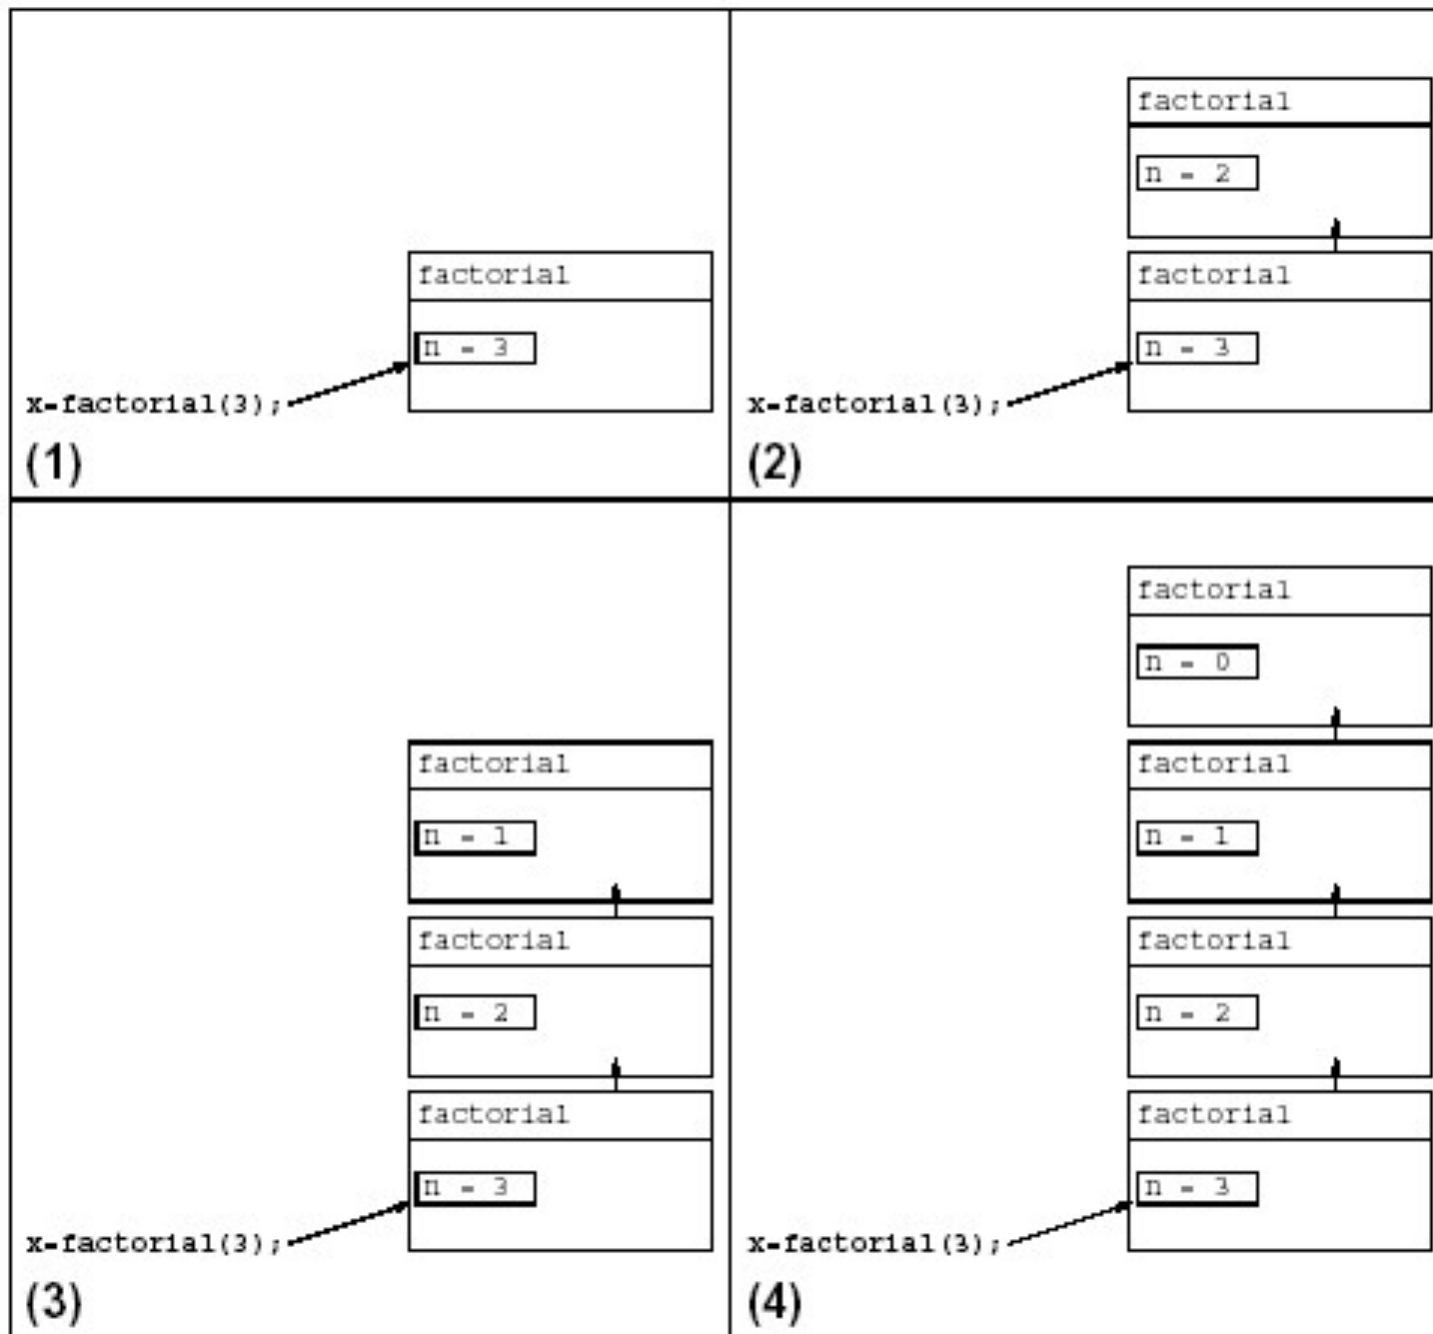 factorial
n = 3
x=factorial(3);
(1)
factorial
n = 2
factorial
n = 3
x=factorial(3);
(2)
factorial
n = 1
factorial
n = 2
factorial
n = 3
x=factorial(3);
(3)
factorial
n = 0
factorial
n = 1
factorial
n = 2
factorial
n = 3
x=factorial(3);
(4)